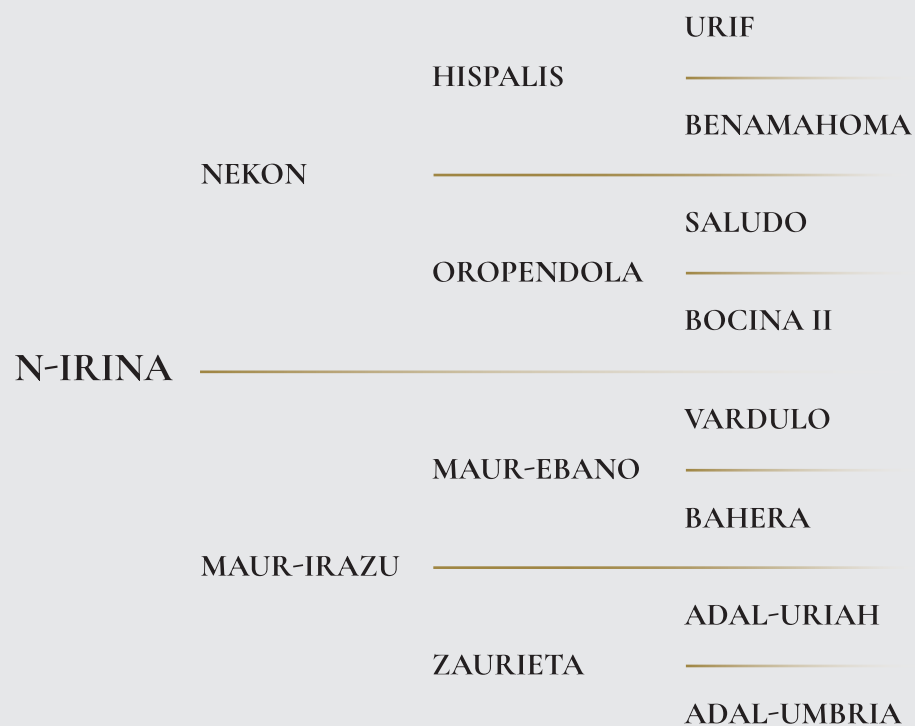 URIF
HISPALIS
BENAMAHOMA
NEKON
SALUDO
OROPENDOLA
BOCINA II
N-IRINA
VARDULO
MAUR-EBANO
BAHERA
MAUR-IRAZU
ADAL-URIAH
ZAURIETA
ADAL-UMBRIA